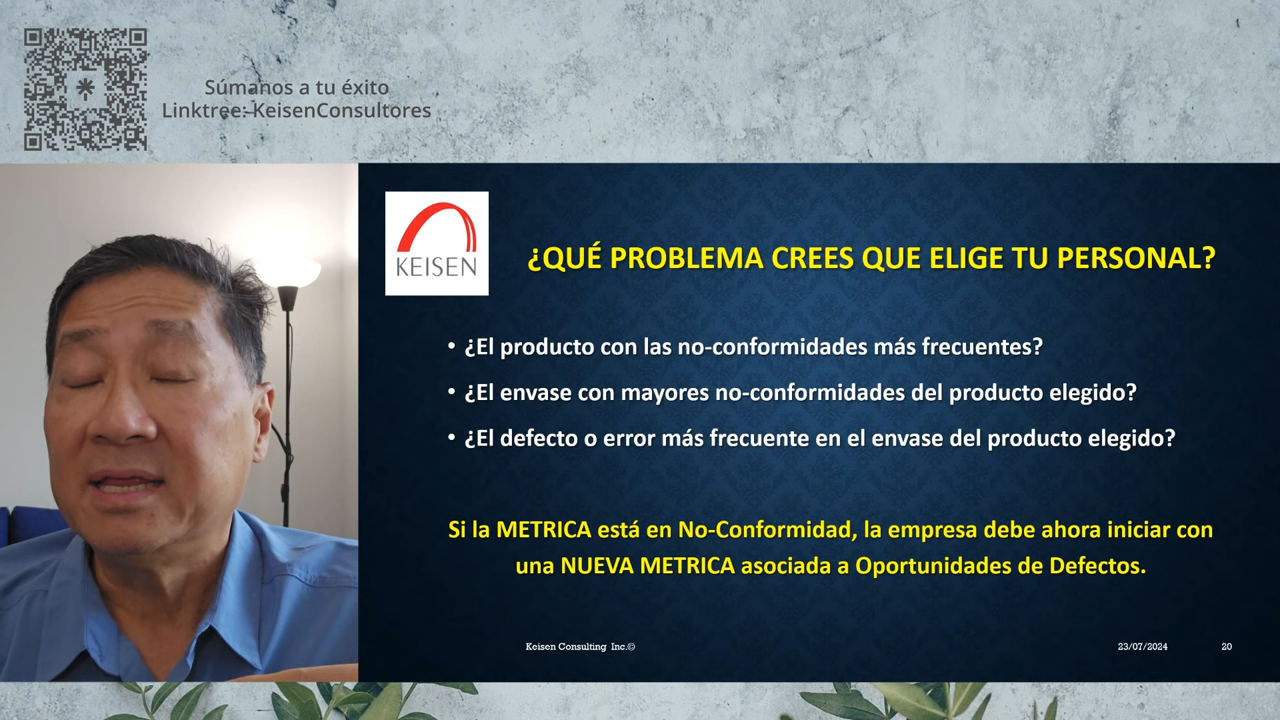 Súmanos a tu éxito
Linktree: KeisenConsultores
KEISEN
¿QUÉ PROBLEMA CREES QUE ELIGE TU PERSONAL?
• ¿El producto con las no-conformidades más frecuentes?
• ¿El envase con mayores no-conformidades del producto elegido?
• ¿El defecto o error más frecuente en el envase del producto elegido?
Si la METRICA está en No-Conformidad, la empresa debe ahora iniciar con
una NUEVA METRICA asociada a Oportunidades de Defectos.
Keisen Consulting Inc.©
23/07/2024
20